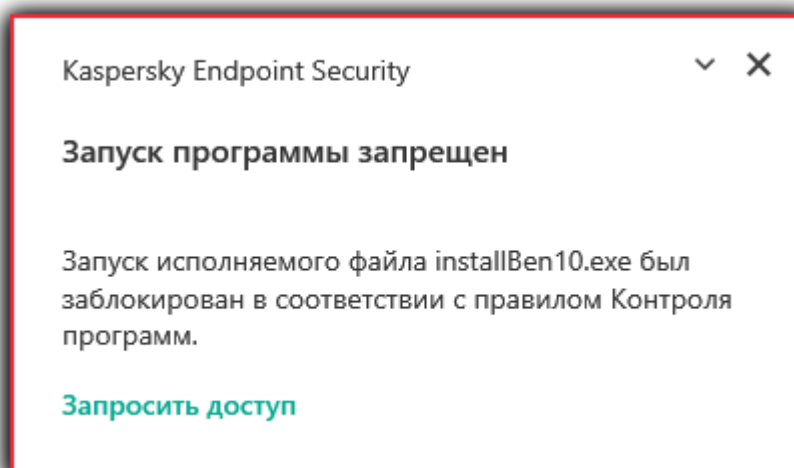 Kaspersky Endpoint Security
Запуск программы запрещен
Запуск исполняемого файла installBen10.exe был
заблокирован в соответствии с правилом Контроля
программ.
Запросить доступ